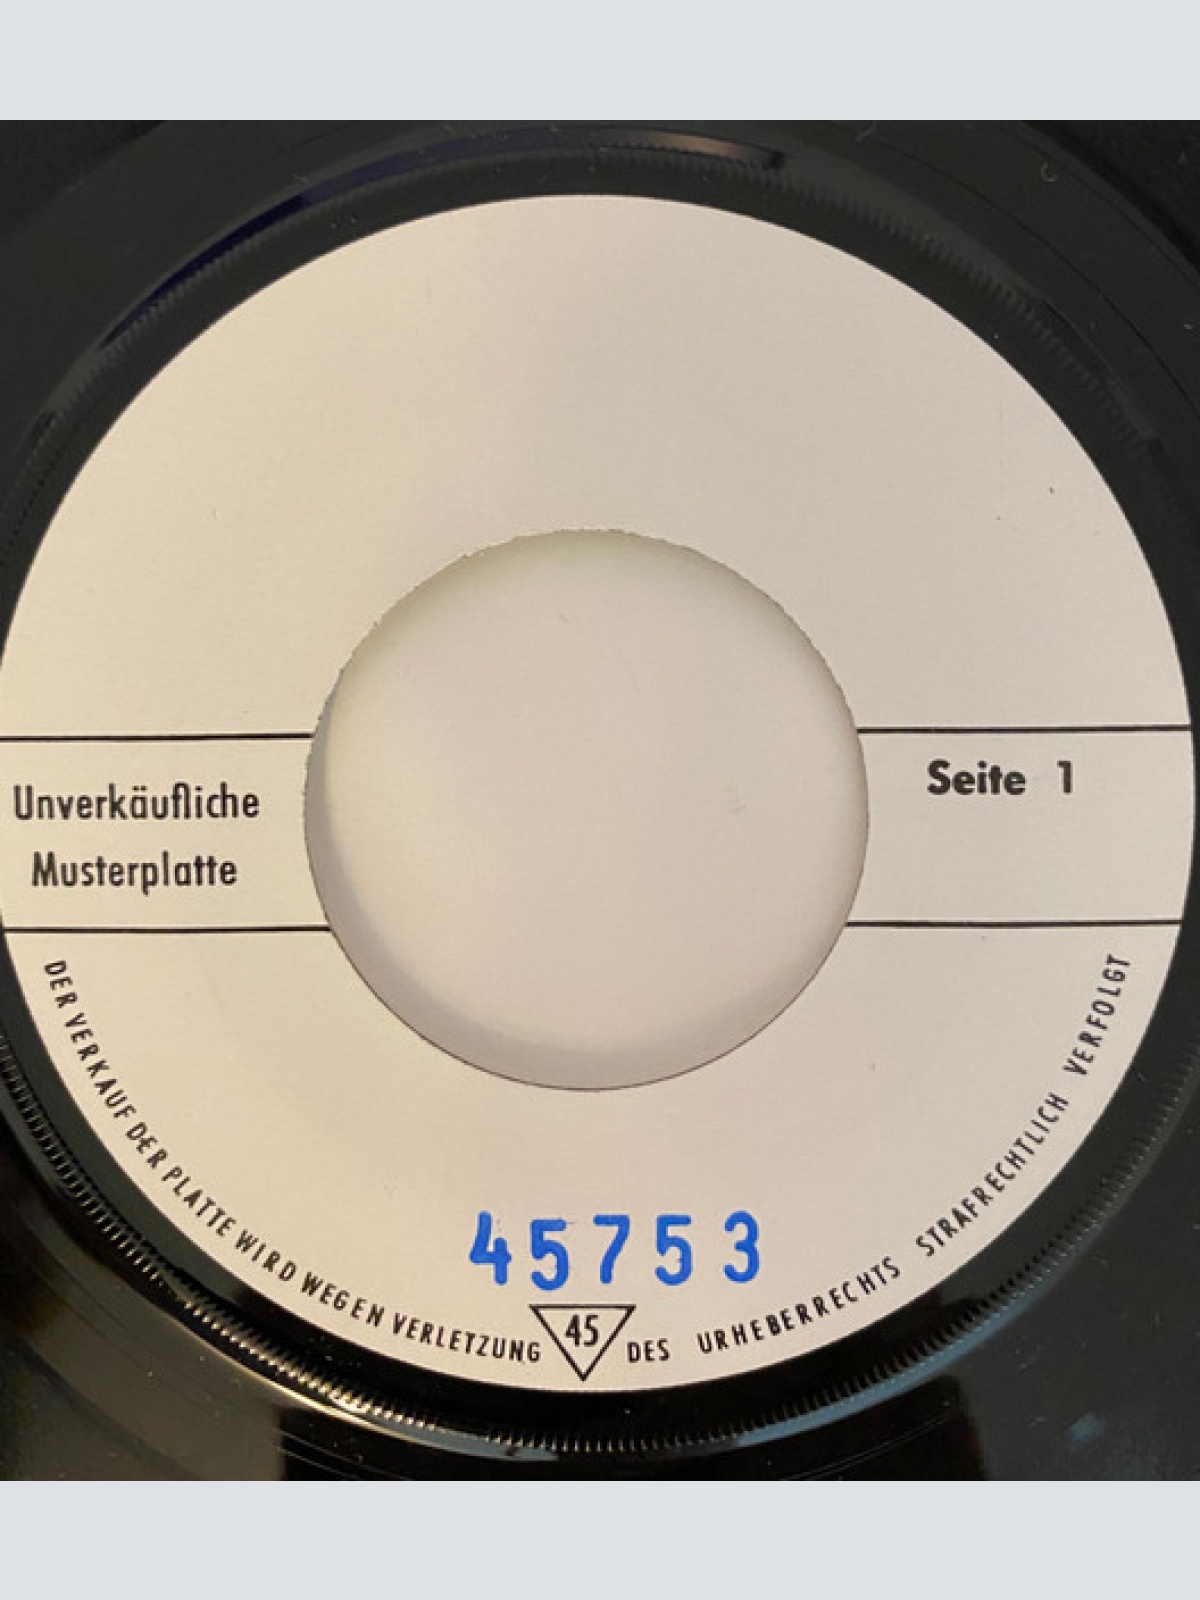 Unverkäufliche
Musterplatte
Seite 1
45753
45
DER VERKAUF DER PLATTE WIRD WEGEN VERLETZUNG DES URHEBERRECHTS STRAFRECHTLICH VERFOLGT